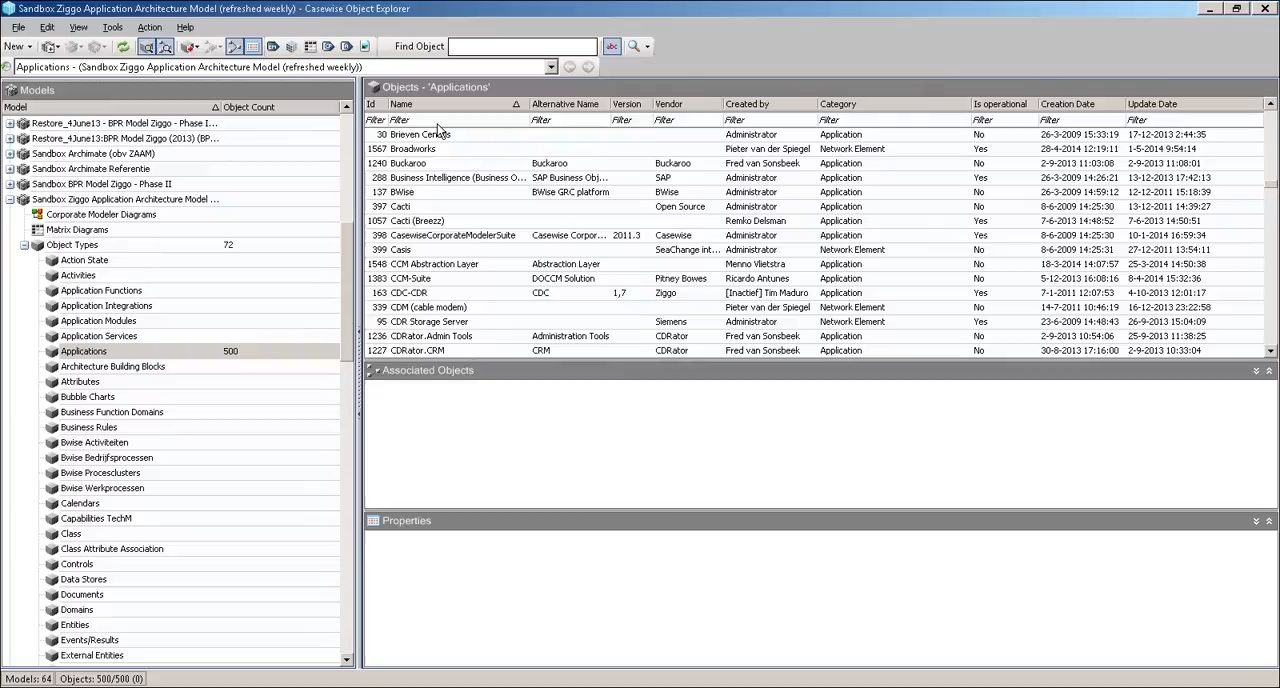 Sandbox Ziggo Application Architecture Model (refreshed weekly) - Casewise Object Explorer
File Edit View Tools Action Help
New Find Object abc
Applications - (Sandbox Ziggo Application Architecture Model (refreshed weekly))
Models
Model Object Count
Restore_4June13 - BPR Model Ziggo - Phase I...
Restore_4June13:BPR Model Ziggo (2013) (BP...
Sandbox Archimate (obv ZAAM)
Sandbox Archimate Referentie
Sandbox BPR Model Ziggo - Phase II
Sandbox Ziggo Application Architecture Model ...
Corporate Modeler Diagrams
Matrix Diagrams
Object Types 72
Action State
Activities
Application Functions
Application Integrations
Application Modules
Application Services
Applications 500
Architecture Building Blocks
Attributes
Bubble Charts
Business Function Domains
Business Rules
Bwise Activiteiten
Bwise Bedrijfsprocessen
Bwise Procesclusters
Bwise Werkprocessen
Calendars
Capabilities TechM
Class
Class Attribute Association
Controls
Data Stores
Documents
Domains
Entities
Events/Results
External Entities
Objects - 'Applications'
Id Name Alternative Name Version Vendor Created by Category Is operational Creation Date Update Date
Filter Filter Filter Filter Filter Filter Filter Filter Filter Filter
30 Brieven Administrator Application No 26-3-2009 15:33:19 17-12-2013 2:44:35
1567 Broadworks Pieter van der Spiegel Network Element Yes 28-4-2014 12:19:11 1-5-2014 9:54:14
1240 Buckaroo Buckaroo Buckaroo Fred van Sonsbeek Application No 2-9-2013 11:03:08 2-9-2013 11:08:01
288 Business Intelligence (Business O... SAP Business Obj... SAP Administrator Application Yes 8-6-2009 14:26:21 13-12-2013 17:42:13
137 BWise BWise GRC platform BWise Administrator Application No 26-3-2009 14:59:12 12-12-2011 15:18:39
397 Cacti Open Source Administrator Application No 8-6-2009 14:25:30 13-12-2011 14:39:27
1057 Cacti (Breezz) Remko Delsman Application Yes 7-6-2013 14:48:52 7-6-2013 14:50:51
398 CasewiseCorporateModelerSuite Casewise Corpor... 2011.3 Casewise Administrator Application Yes 8-6-2009 14:25:30 10-1-2014 16:59:34
399 Casis SeaChange int... Administrator Network Element No 8-6-2009 14:25:31 27-12-2011 13:54:11
1548 CCM Abstraction Layer Abstraction Layer Menno Vlietstra Application No 18-3-2014 14:07:57 25-3-2014 14:50:38
1383 CCM-Suite DOCCM Solution Pitney Bowes Ricardo Antunes Application No 5-12-2013 16:08:16 8-4-2014 15:32:36
163 CDC-CDR CDC 1,7 Ziggo [Inactief] Tim Maduro Application Yes 7-1-2011 12:07:53 4-10-2013 12:01:17
339 CDM (cable modem) Pieter van der Spiegel Network Element No 14-7-2011 10:46:19 16-12-2013 23:22:58
95 CDR Storage Server Siemens Administrator Network Element Yes 23-6-2009 14:48:43 26-9-2013 15:04:09
1236 CDRator.Admin Tools Administration Tools CDRator Fred van Sonsbeek Application No 2-9-2013 10:54:06 25-9-2013 11:38:25
1227 CDRator.CRM CRM CDRator Fred van Sonsbeek Application No 30-8-2013 17:16:00 2-9-2013 10:33:04
Associated Objects
Properties
Models: 64 Objects: 500/500 (0)